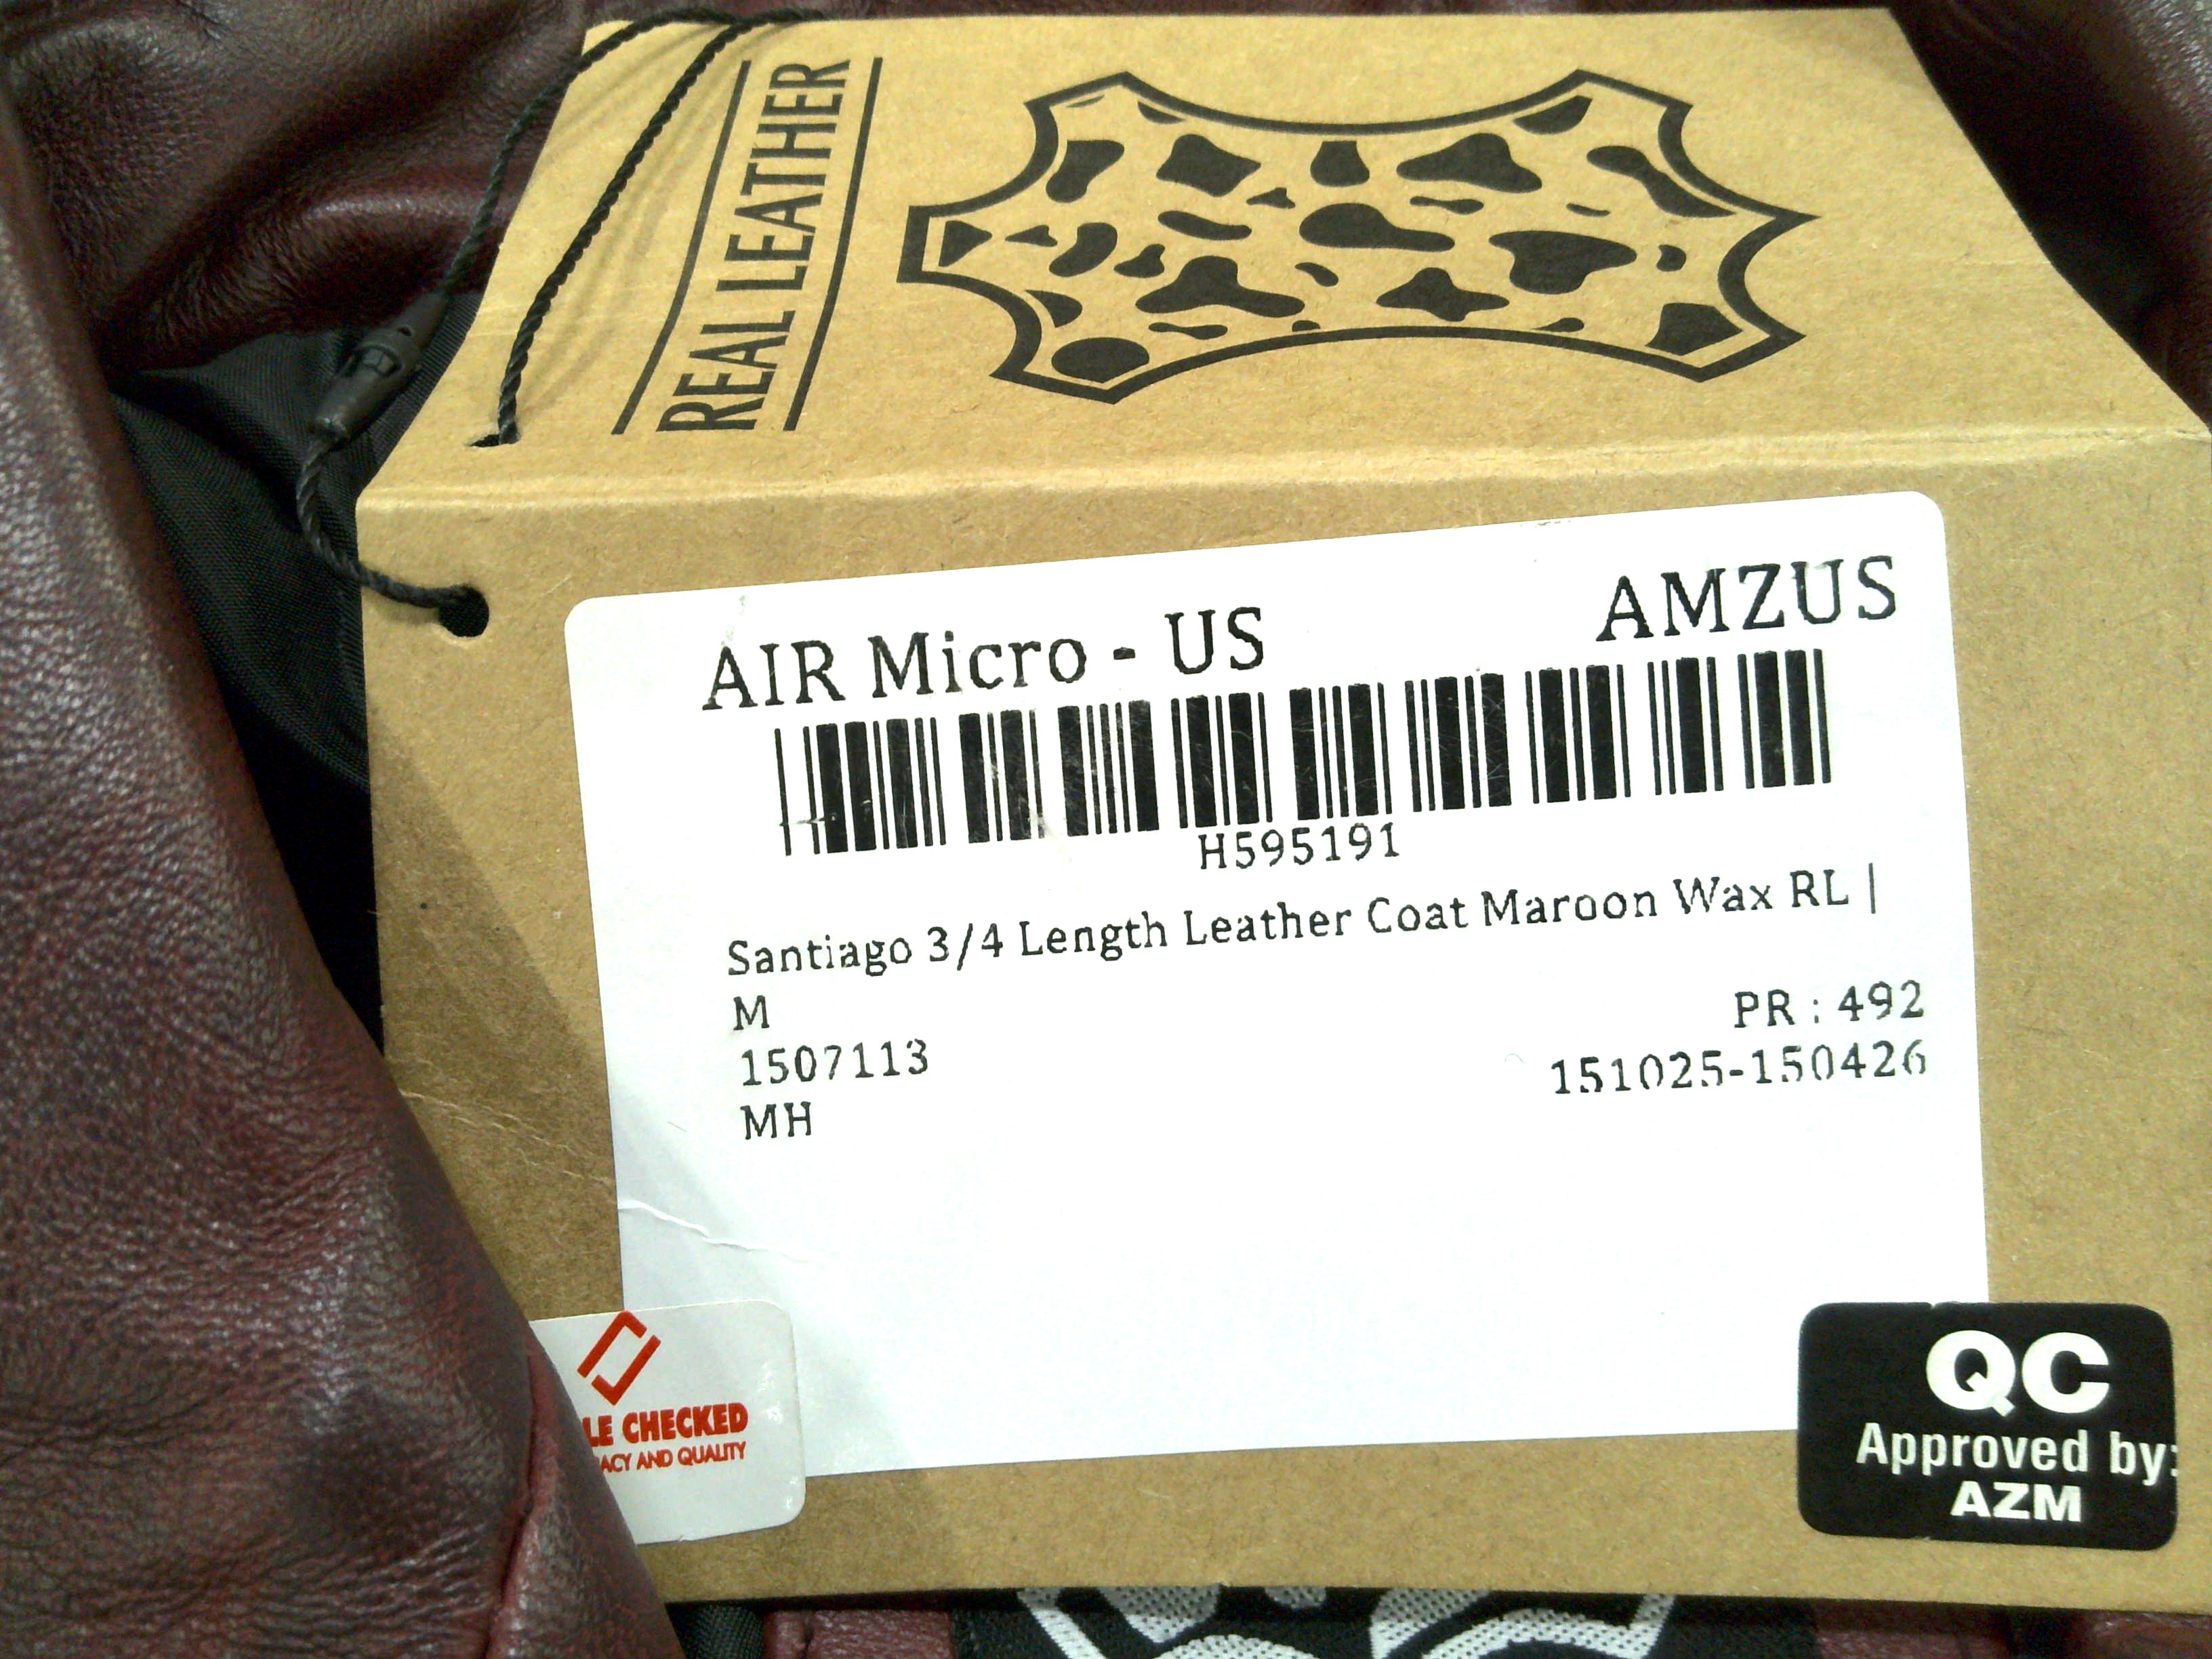 REAL LEATHER
AIR Micro - US
AMZUS
H595191
Santiago 3/4 Length Leather Coat Maroon Wax RL |
M
PR : 492
1507113
151025-150426
MH
LE CHECKED
ACY AND QUALITY
QC
Approved by:
AZM